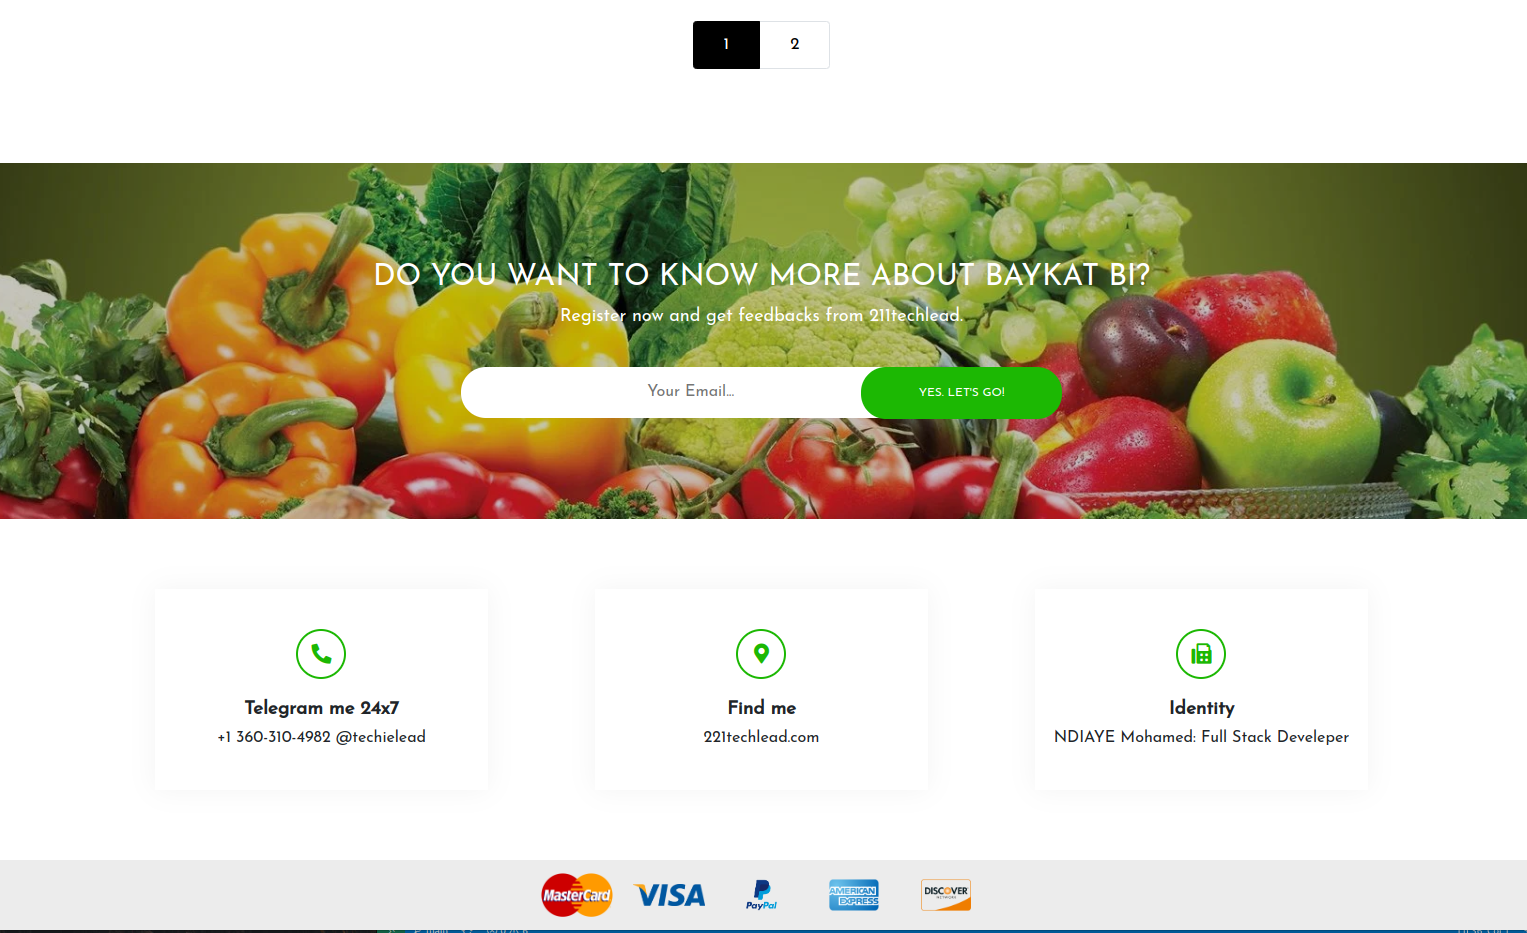 1 2
DO YOU WANT TO KNOW MORE ABOUT BAYKAT BI?
Register now and get feedbacks from 211techlead.
Your Email... YES. LET'S GO!
Telegram me 24x7
+1 360-310-4982 @techielead
Find me
221techlead.com
Identity
NDIAYE Mohamed: Full Stack Develeper
MasterCard VISA PayPal AMERICAN EXPRESS DISCOVER NETWORK